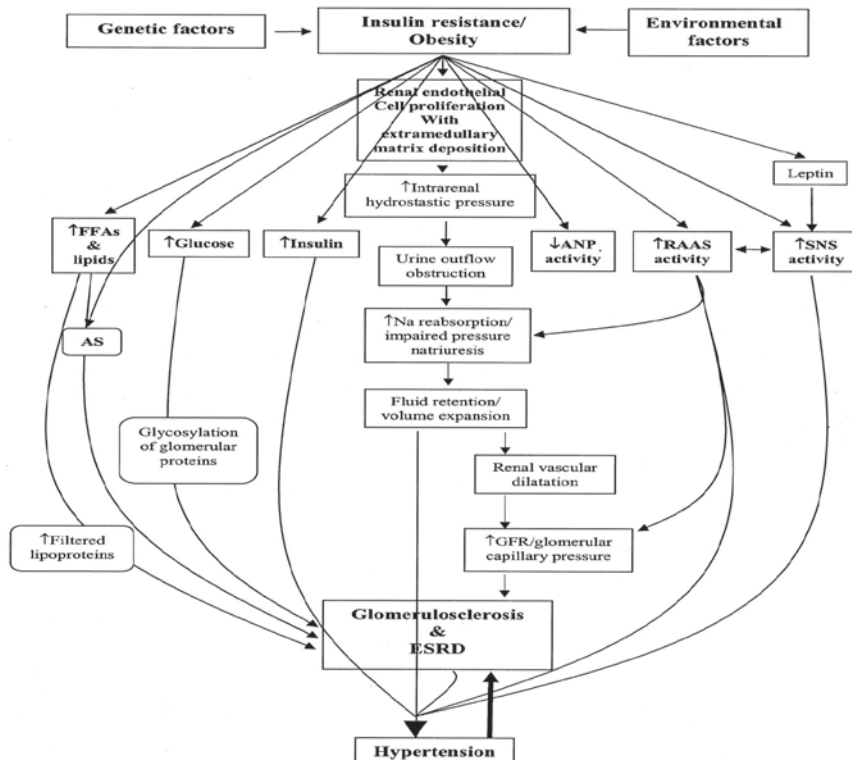 Genetic factors
Insulin resistance/
Obesity
Environmental
factors
Renal endothelial
Cell proliferation
With
extramedullary
matrix deposition
Leptin
↑Intrarenal
hydrostastic pressure
↑FFAs
&
lipids
↑Glucose
↑Insulin
↓ANP
activity
↑RAAS
activity
↑SNS
activity
Urine outflow
obstruction
AS
↑Na reabsorption/
impaired pressure
natriuresis
Fluid retention/
volume expansion
Glycosylation
of glomerular
proteins
Renal vascular
dilatation
↑Filtered
lipoproteins
↑GFR/glomerular
capillary pressure
Glomerulosclerosis
&
ESRD
Hypertension